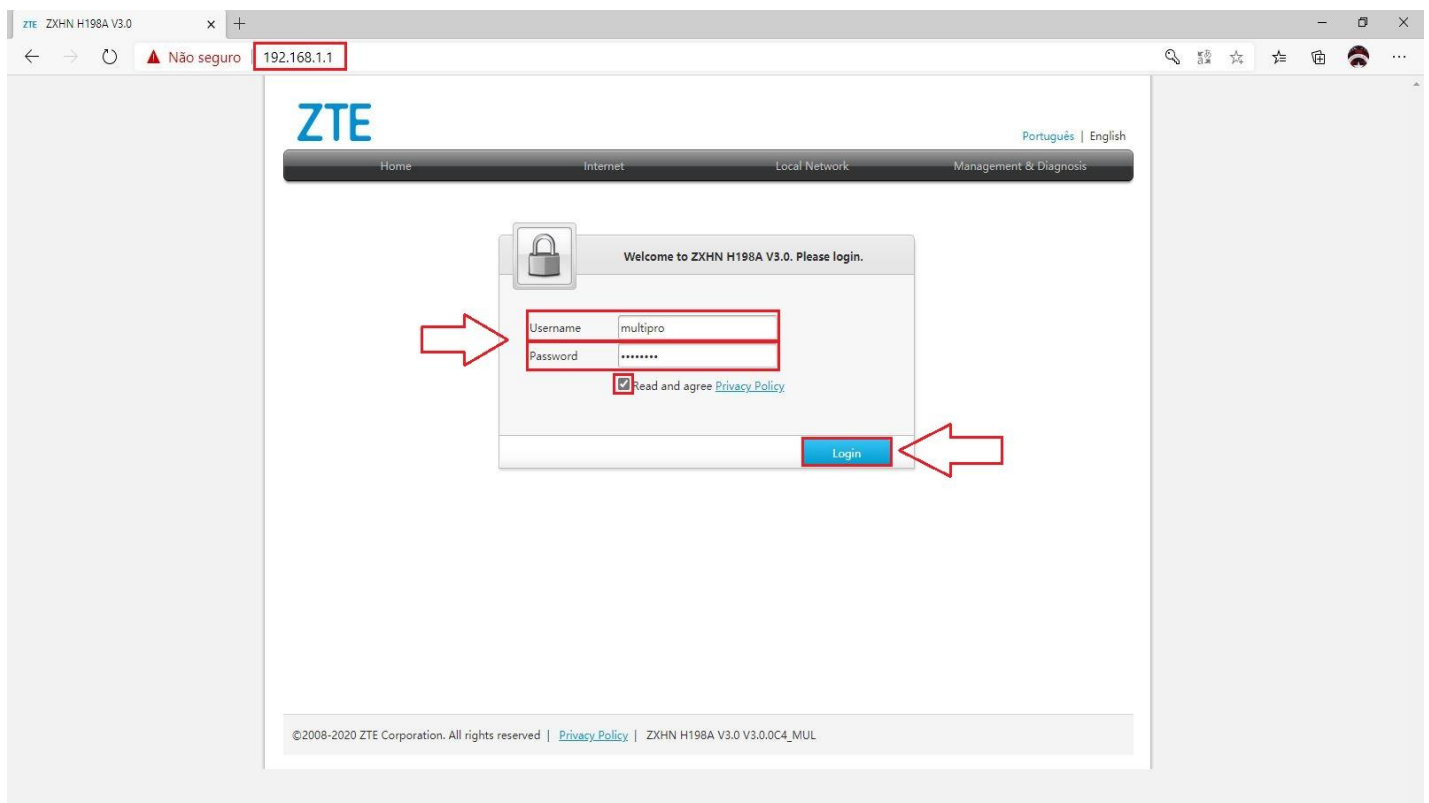 ZTE ZXHN H198A V3.0
Não seguro 192.168.1.1
ZTE
Português | English
Home Internet Local Network Management & Diagnosis
Welcome to ZXHN H198A V3.0. Please login.
Username multipro
Password ••••••••
Read and agree Privacy Policy
Login
©2008-2020 ZTE Corporation. All rights reserved | Privacy Policy | ZXHN H198A V3.0 V3.0.0C4_MUL